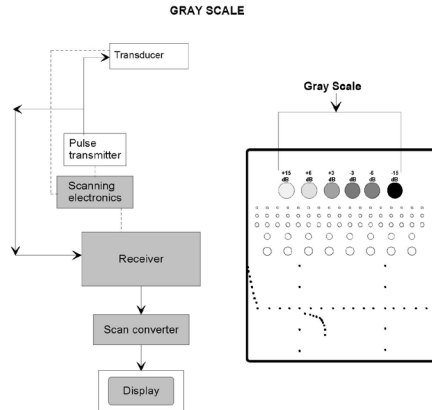 GRAY SCALE
Transducer
Pulse
transmitter
Scanning
electronics
Receiver
Scan converter
Display
Gray Scale
+15 +6 +3 -3 -6 -15
dB dB dB dB dB dB